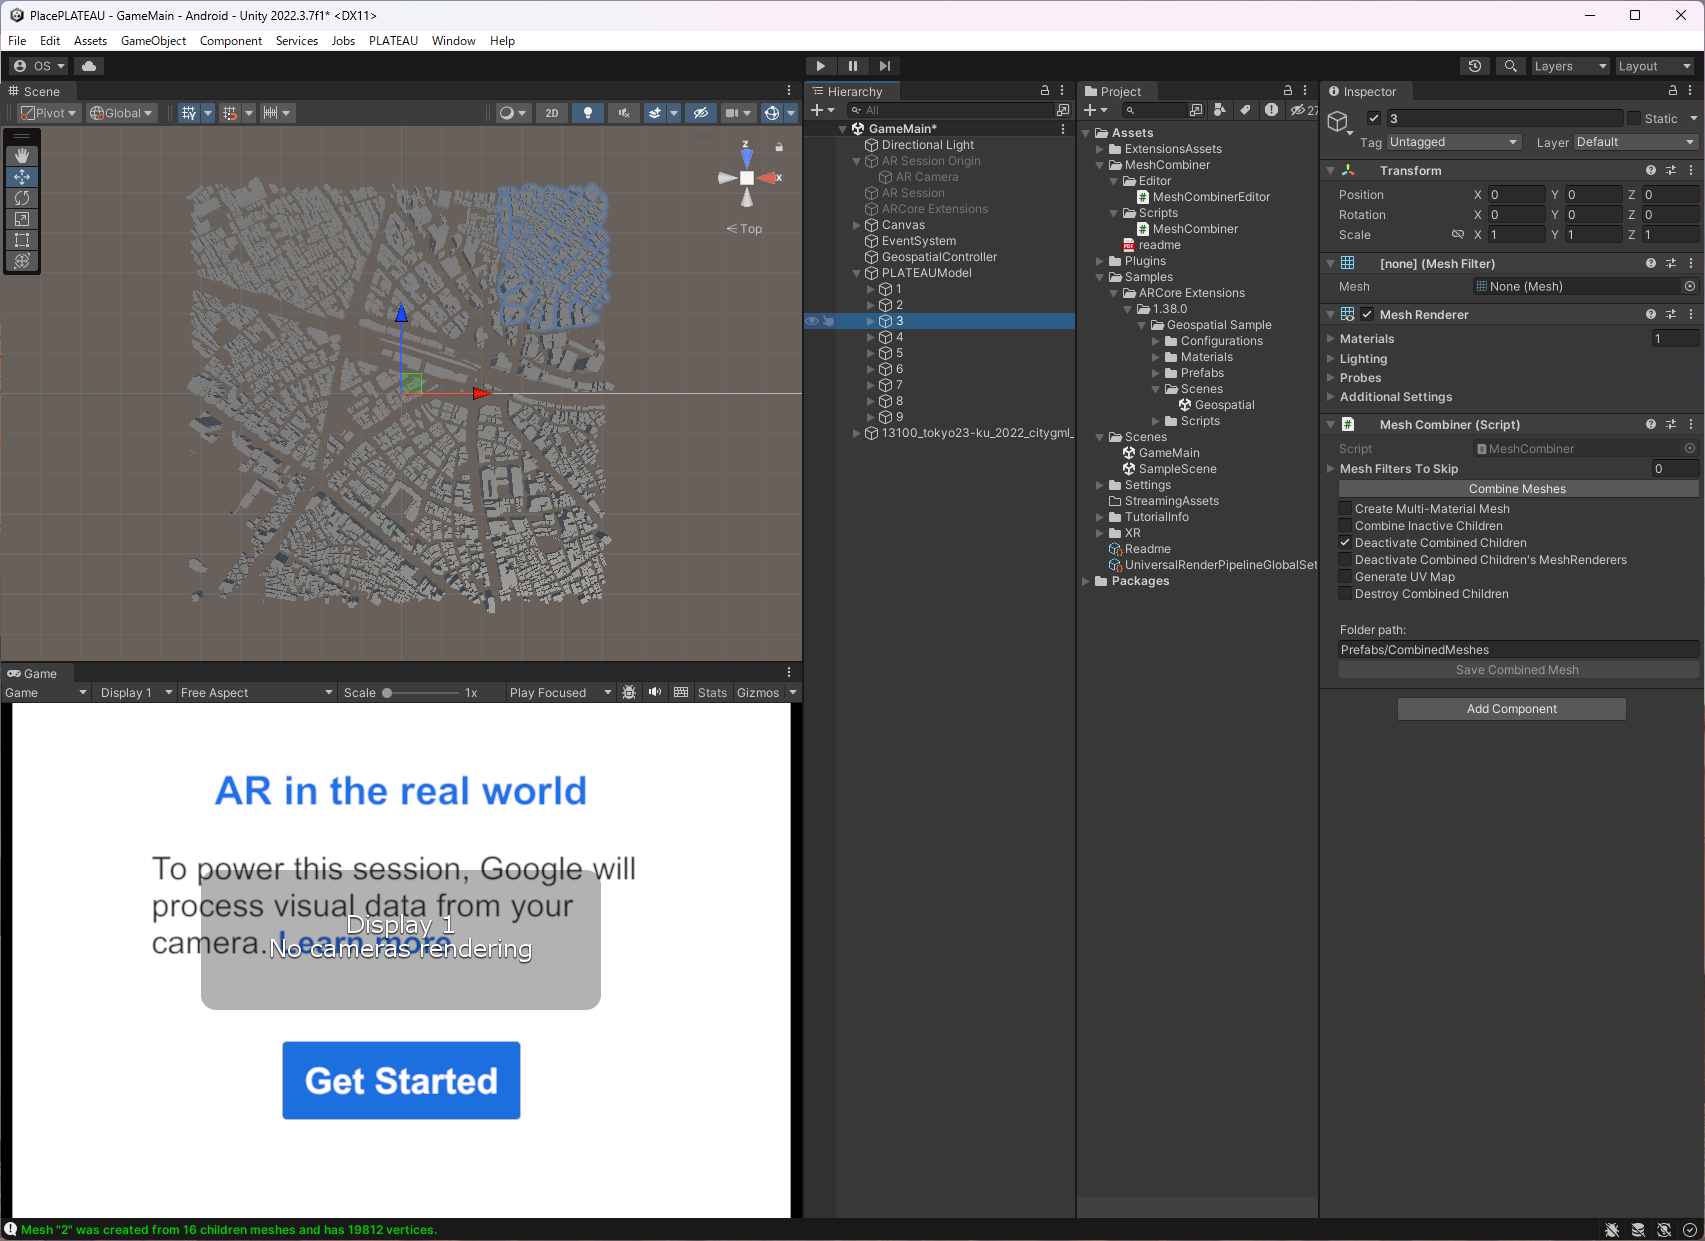 PlacePLATEAU - GameMain - Android - Unity 2022.3.7f1* <DX11>
File Edit Assets GameObject Component Services Jobs PLATEAU Window Help
OS Layers Layout
Scene
Pivot Global 2D
z
x
Top
Game
Game Display 1 Free Aspect Scale 1x Play Focused Stats Gizmos
AR in the real world
To power this session, Google will
process visual data from your
camera. Learn more
Display 1
No cameras rendering
Get Started
Hierarchy
All
GameMain*
Directional Light
AR Session Origin
AR Camera
AR Session
ARCore Extensions
Canvas
EventSystem
GeospatialController
PLATEAUModel
1
2
3
4
5
6
7
8
9
13100_tokyo23-ku_2022_citygml_
Project
27
Assets
ExtensionsAssets
MeshCombiner
Editor
MeshCombinerEditor
Scripts
MeshCombiner
readme
Plugins
Samples
ARCore Extensions
1.38.0
Geospatial Sample
Configurations
Materials
Prefabs
Scenes
Geospatial
Scripts
Scenes
GameMain
SampleScene
Settings
StreamingAssets
TutorialInfo
XR
Readme
UniversalRenderPipelineGlobalSet
Packages
Inspector
3 Static
Tag Untagged Layer Default
Transform
Position X 0 Y 0 Z 0
Rotation X 0 Y 0 Z 0
Scale X 1 Y 1 Z 1
[none] (Mesh Filter)
Mesh None (Mesh)
Mesh Renderer
Materials 1
Lighting
Probes
Additional Settings
Mesh Combiner (Script)
Script MeshCombiner
Mesh Filters To Skip 0
Combine Meshes
Create Multi-Material Mesh
Combine Inactive Children
Deactivate Combined Children
Deactivate Combined Children's MeshRenderers
Generate UV Map
Destroy Combined Children
Folder path:
Prefabs/CombinedMeshes
Save Combined Mesh
Add Component
Mesh "2" was created from 16 children meshes and has 19812 vertices.